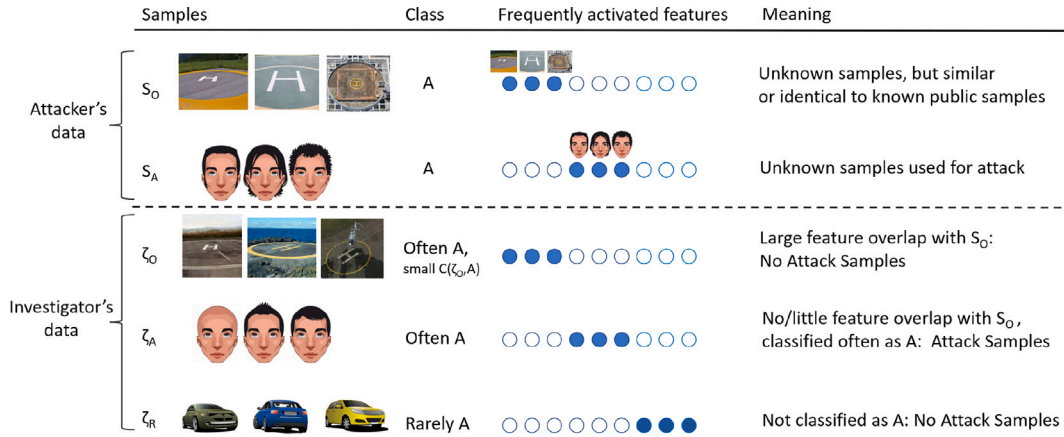 Samples Class Frequently activated features Meaning
Attacker's
data
S_O A Unknown samples, but similar
or identical to known public samples
S_A A Unknown samples used for attack
Investigator's
data
ζ_O Often A,
small C(ζ_O,A) Large feature overlap with S_O:
No Attack Samples
ζ_A Often A No/little feature overlap with S_O ,
classified often as A: Attack Samples
ζ_R Rarely A Not classified as A: No Attack Samples